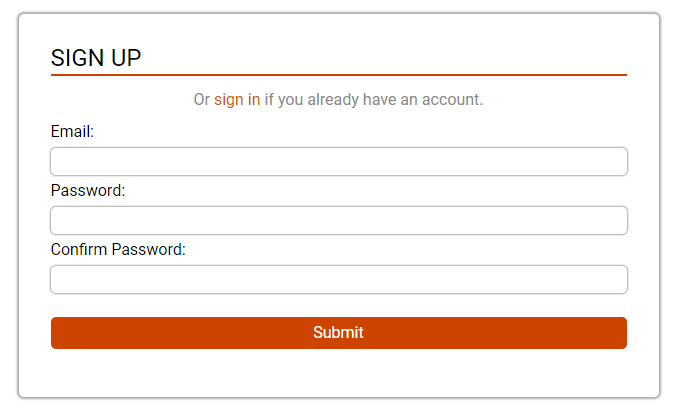 SIGN UP
Or sign in if you already have an account.
Email:
Password:
Confirm Password:
Submit